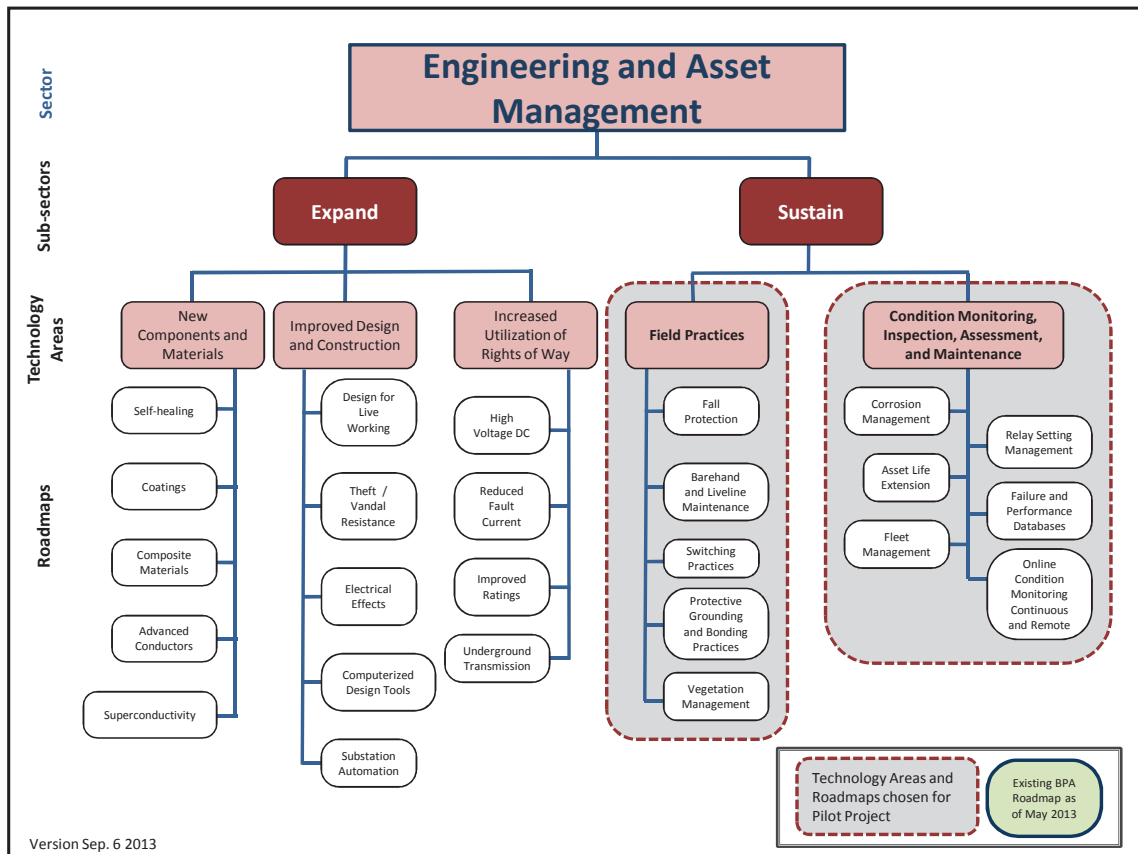 Sector
Engineering and Asset
Management
Sub-sectors
Expand
Sustain
Technology
Areas
New
Components and
Materials
Improved Design
and Construction
Increased
Utilization of
Rights of Way
Field Practices
Condition Monitoring,
Inspection, Assessment,
and Maintenance
Roadmaps
Self-healing
Coatings
Composite
Materials
Advanced
Conductors
Superconductivity
Design for
Live
Working
Theft /
Vandal
Resistance
Electrical
Effects
Computerized
Design Tools
Substation
Automation
High
Voltage DC
Reduced
Fault
Current
Improved
Ratings
Underground
Transmission
Fall
Protection
Barehand
and Liveline
Maintenance
Switching
Practices
Protective
Grounding
and Bonding
Practices
Vegetation
Management
Corrosion
Management
Asset Life
Extension
Fleet
Management
Relay Setting
Management
Failure and
Performance
Databases
Online
Condition
Monitoring
Continuous
and Remote
Technology Areas and
Roadmaps chosen for
Pilot Project
Existing BPA
Roadmap as
of May 2013
Version Sep. 6 2013